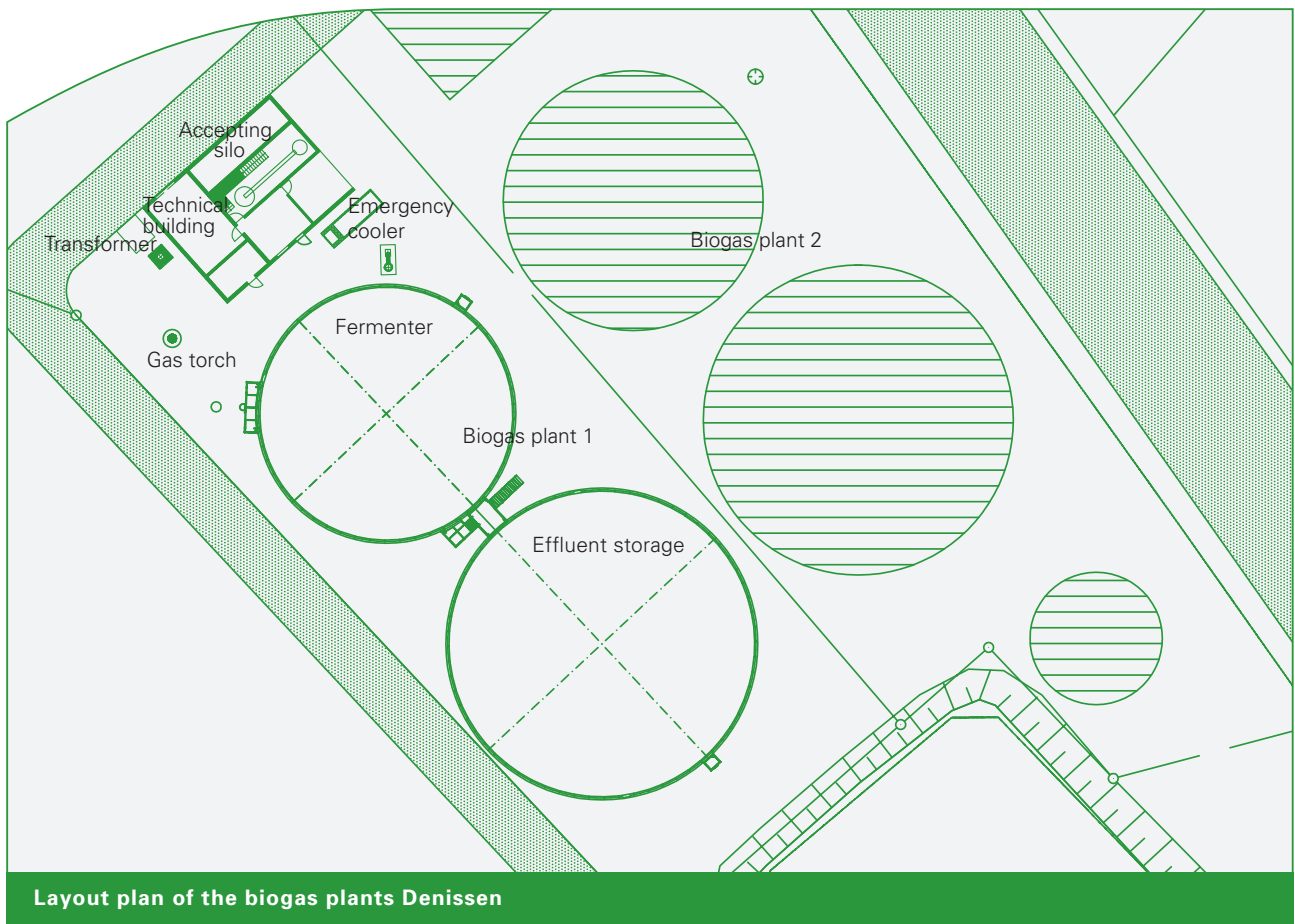 Accepting
silo
Technical
building
Transformer
Emergency
cooler
Biogas plant 2
Fermenter
Gas torch
Biogas plant 1
Effluent storage
Layout plan of the biogas plants Denissen